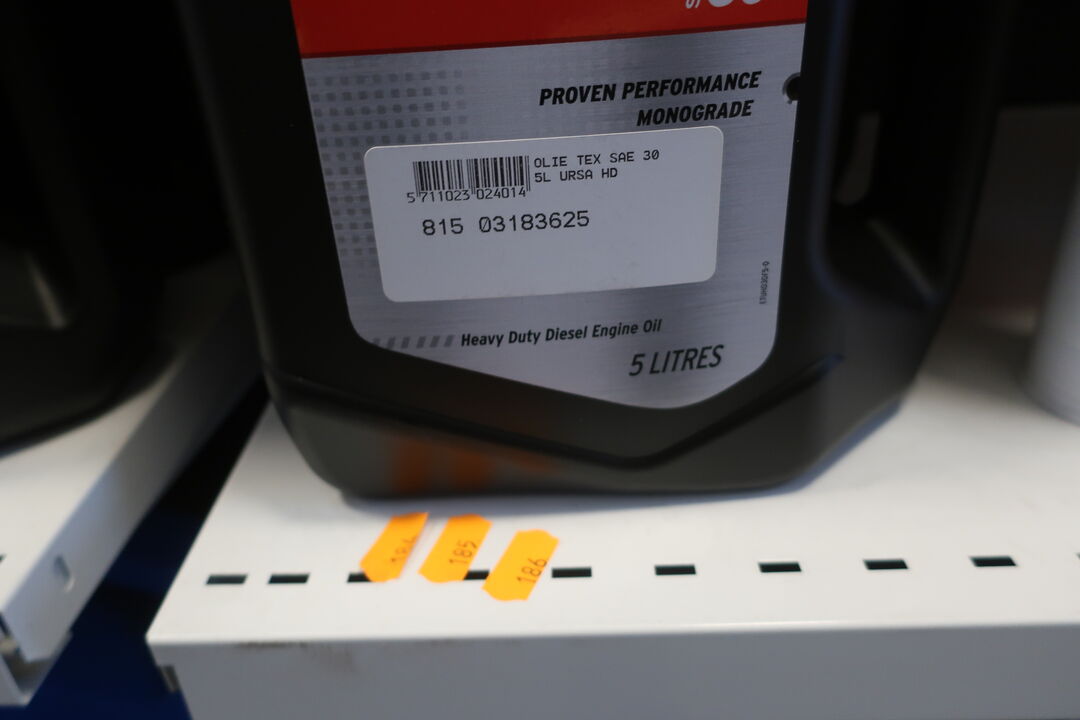 PROVEN PERFORMANCE
MONOGRADE
OLIE TEX SAE 30
5L URSA HD
5 711023 024014
815 03183625
Heavy Duty Diesel Engine Oil
5 LITRES
184
185
186